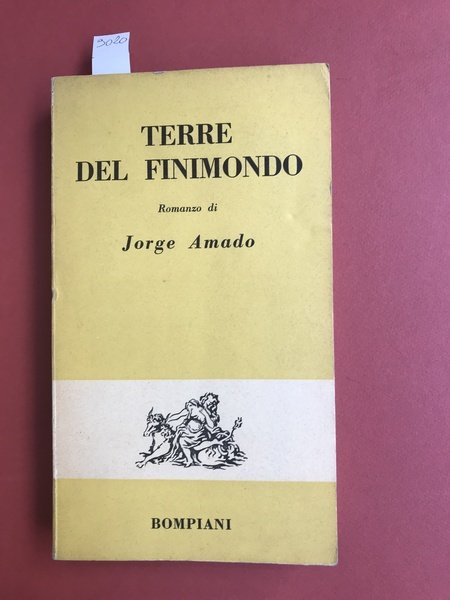 3020
TERRE
DEL FINIMONDO
Romanzo di
Jorge Amado
BOMPIANI